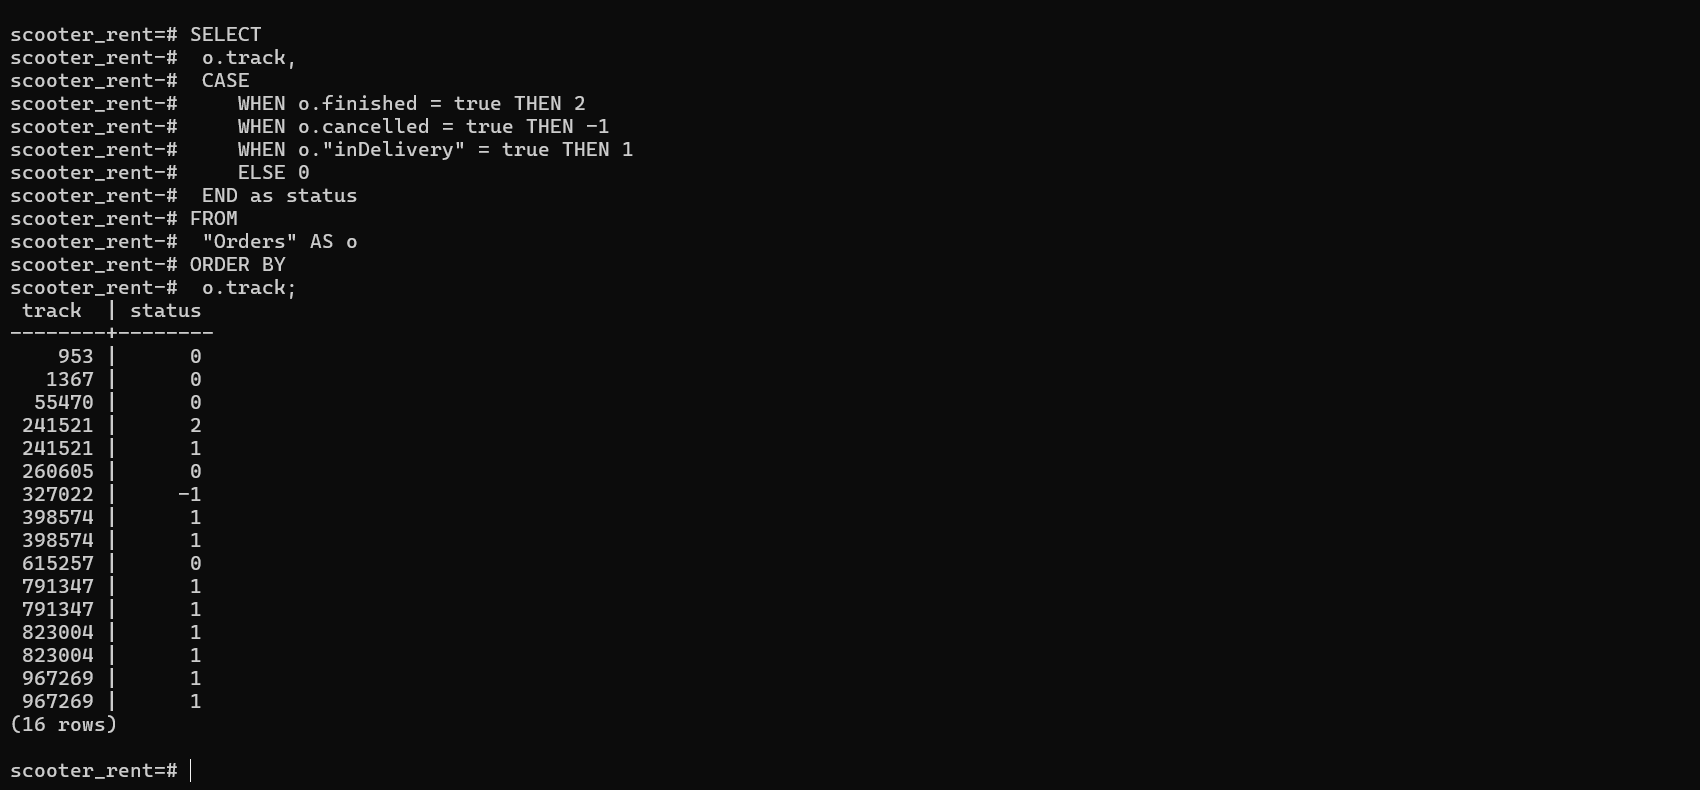 scooter_rent=# SELECT
scooter_rent-#  o.track,
scooter_rent-#  CASE
scooter_rent-#     WHEN o.finished = true THEN 2
scooter_rent-#     WHEN o.cancelled = true THEN -1
scooter_rent-#     WHEN o."inDelivery" = true THEN 1
scooter_rent-#     ELSE 0
scooter_rent-#  END as status
scooter_rent-# FROM
scooter_rent-#  "Orders" AS o
scooter_rent-# ORDER BY
scooter_rent-#  o.track;
 track  | status
--------+--------
    953 |      0
   1367 |      0
  55470 |      0
 241521 |      2
 241521 |      1
 260605 |      0
 327022 |     -1
 398574 |      1
 398574 |      1
 615257 |      0
 791347 |      1
 791347 |      1
 823004 |      1
 823004 |      1
 967269 |      1
 967269 |      1
(16 rows)

scooter_rent=#